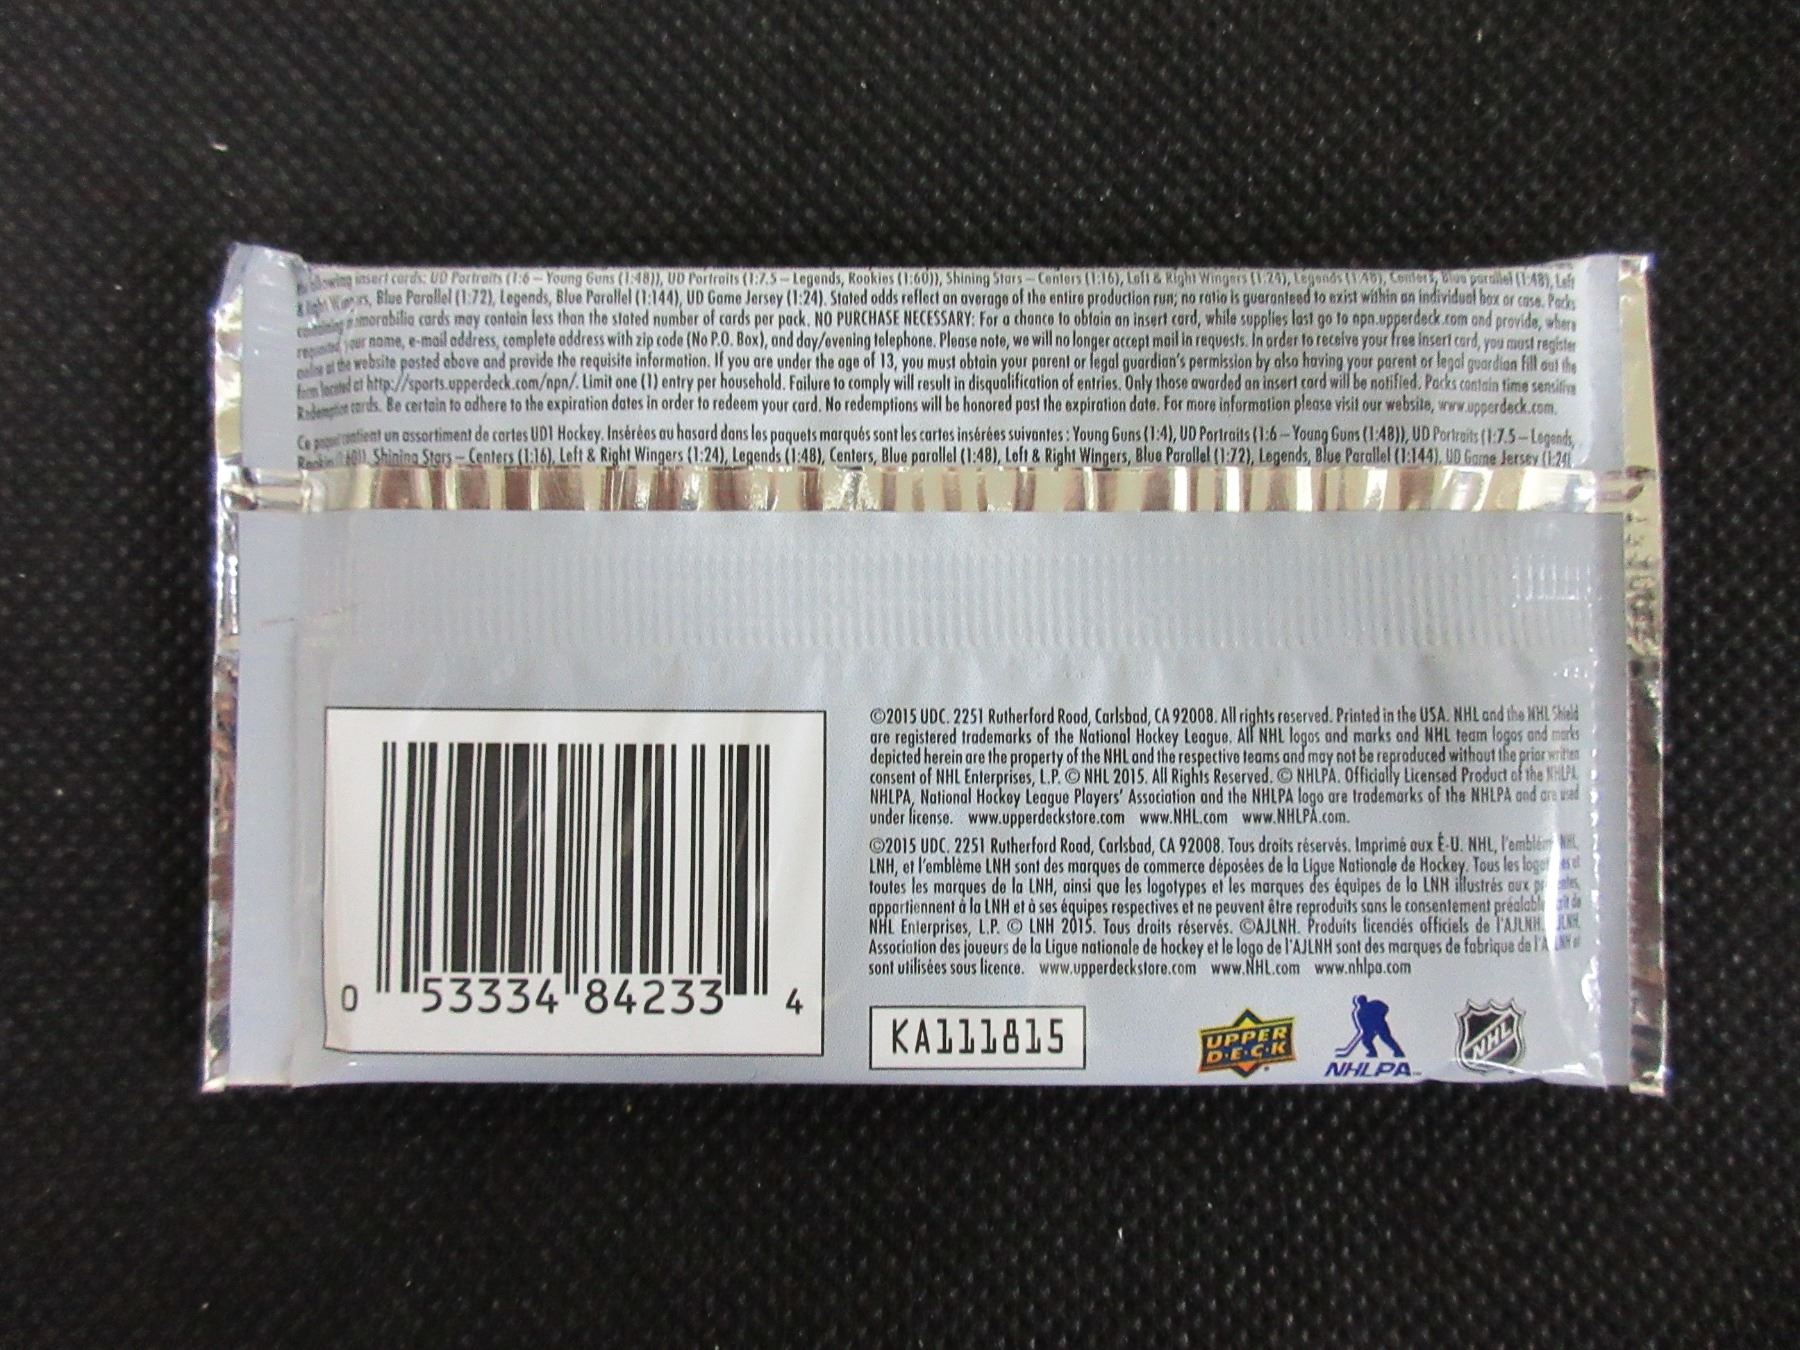 following insert cards: UD Portraits (1:6 – Young Guns (1:48)), UD Portraits (1:7.5 – Legends, Rookies (1:60)), Shining Stars – Centers (1:16), Left & Right Wingers (1:24), Legends (1:48), Centers, Blue parallel (1:48), Left
& Right Wingers, Blue Parallel (1:72), Legends, Blue Parallel (1:144), UD Game Jersey (1:24). Stated odds reflect an average of the entire production run; no ratio is guaranteed to exist within an individual box or case. Packs
containing memorabilia cards may contain less than the stated number of cards per pack. NO PURCHASE NECESSARY: For a chance to obtain an insert card, while supplies last go to npn.upperdeck.com and provide, where
requested, your name, e-mail address, complete address with zip code (No P.O. Box), and day/evening telephone. Please note, we will no longer accept mail in requests. In order to receive your free insert card, you must register
online at the website posted above and provide the requisite information. If you are under the age of 13, you must obtain your parent or legal guardian's permission by also having your parent or legal guardian fill out the
form located at http://sports.upperdeck.com/npn/. Limit one (1) entry per household. Failure to comply will result in disqualification of entries. Only those awarded an insert card will be notified. Packs contain time sensitive
Redemption cards. Be certain to adhere to the expiration dates in order to redeem your card. No redemptions will be honored past the expiration date. For more information please visit our website, www.upperdeck.com.
Ce paquet contient un assortiment de cartes UD1 Hockey. Insérées au hasard dans les paquets marqués sont les cartes insérées suivantes : Young Guns (1:4), UD Portraits (1:6 – Young Guns (1:48)), UD Portraits (1:7.5 – Legends,
Shining Stars – Centers (1:16), Left & Right Wingers (1:24), Legends (1:48), Centers, Blue parallel (1:48), Left & Right Wingers, Blue Parallel (1:72), Legends, Blue Parallel (1:144), UD Game Jersey (1:24)
©2015 UDC. 2251 Rutherford Road, Carlsbad, CA 92008. All rights reserved. Printed in the USA. NHL and the NHL Shield
are registered trademarks of the National Hockey League. All NHL logos and marks and NHL team logos and marks
depicted herein are the property of the NHL and the respective teams and may not be reproduced without the prior written
consent of NHL Enterprises, L.P. © NHL 2015. All Rights Reserved. © NHLPA. Officially Licensed Product of the NHLPA.
NHLPA, National Hockey League Players' Association and the NHLPA logo are trademarks of the NHLPA and are used
under license. www.upperdeckstore.com www.NHL.com www.NHLPA.com.
©2015 UDC. 2251 Rutherford Road, Carlsbad, CA 92008. Tous droits réservés. Imprimé aux É-U. NHL, l'emblème NHL,
LNH, et l'emblème LNH sont des marques de commerce déposées de la Ligue Nationale de Hockey. Tous les logos et
toutes les marques de la LNH, ainsi que les logotypes et les marques des équipes de la LNH illustrés aux
appartiennent à la LNH et à ses équipes respectives et ne peuvent être reproduits sans le consentement préalable écrit de
NHL Enterprises, L.P. © LNH 2015. Tous droits réservés. ©AJLNH. Produits licenciés officiels de l'AJLNH. AJLNH,
Association des joueurs de la Ligue nationale de hockey et le logo de l'AJLNH sont des marques de fabrique de l'AJLNH et
sont utilisées sous licence. www.upperdeckstore.com www.NHL.com www.nhlpa.com
0 53334 84233 4
KA111815
UPPER
DECK
NHLPA
NHL